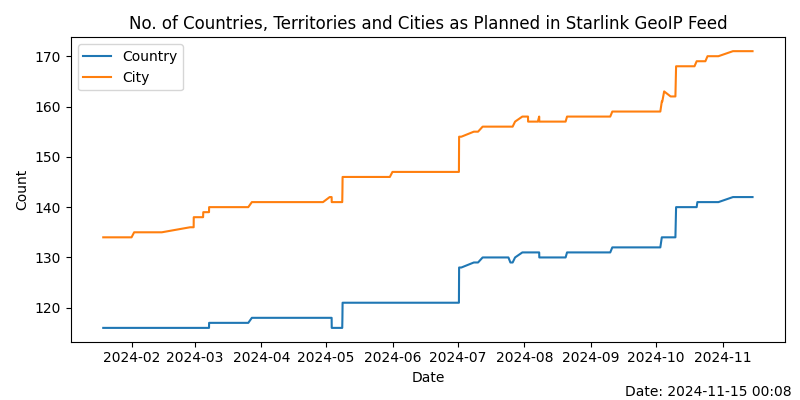 No. of Countries, Territories and Cities as Planned in Starlink GeoIP Feed
Country
City
Count
170
160
150
140
130
120
2024-02 2024-03 2024-04 2024-05 2024-06 2024-07 2024-08 2024-09 2024-10 2024-11
Date
Date: 2024-11-15 00:08